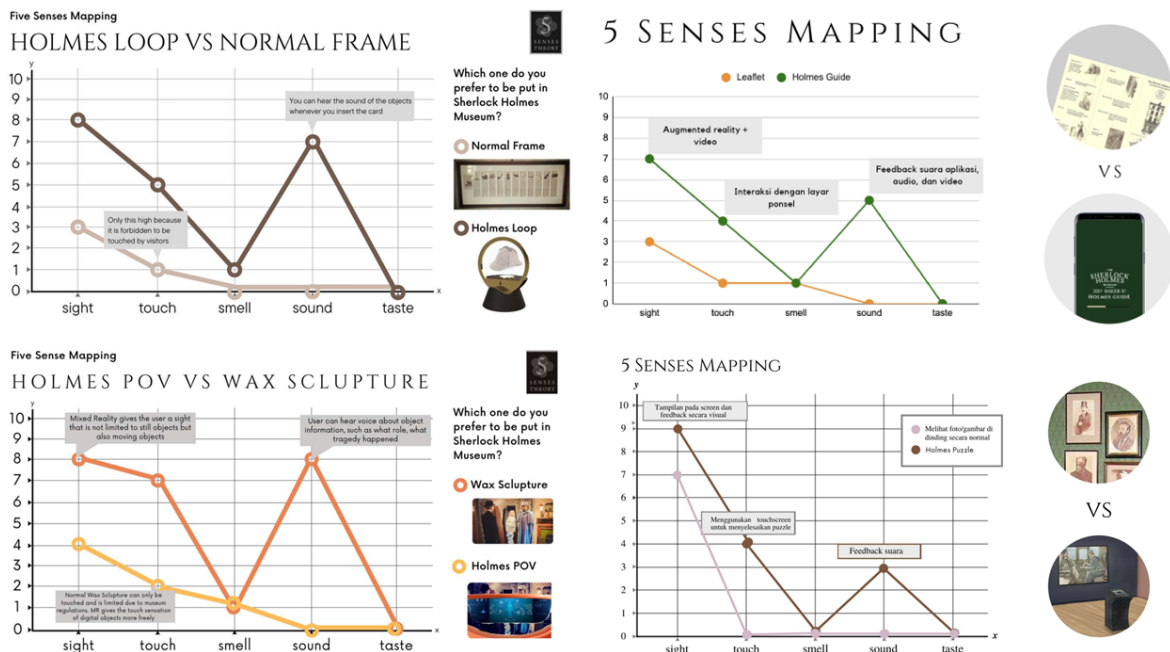 Five Senses Mapping
HOLMES LOOP VS NORMAL FRAME
5
SENSES
THEORY
y
10
9
8
7
6
5
4
3
2
1
0
x
sight touch smell sound taste
You can hear the sound of the objects
whenever you insert the card
Only this high because
it is forbidden to be
touched by visitors
Which one do you
prefer to be put in
Sherlock Holmes
Museum?
Normal Frame
Holmes Loop
5 SENSES MAPPING
Leaflet Holmes Guide
10
9
8
7
6
5
4
3
2
1
0
sight touch smell sound taste
Augmented reality +
video
Interaksi dengan layar
ponsel
Feedback suara aplikasi,
audio, dan video
VS
THE
SHERLOCK
HOLMES
221B BAKER ST
HOLMES GUIDE
Five Sense Mapping
HOLMES POV VS WAX SCLUPTURE
5
SENSES
THEORY
y
10
9
8
7
6
5
4
3
2
1
0
x
sight touch smell sound taste
Mixed Reality gives the user a sight
that is not limited to still objects but
also moving objects
User can hear voice about object
information, such as what role, what
tragedy happened
Normal Wax Sclupture can only be
touched and is limited due to museum
regulations. MR gives the touch sensation
of digital objects more freely
Which one do you
prefer to be put in
Sherlock Holmes
Museum?
Wax Sclupture
Holmes POV
5 SENSES MAPPING
y
10
9
8
7
6
5
4
3
2
1
0
x
sight touch smell sound taste
Tampilan pada screen dan
feedback secara visual
Menggunakan touchscreen
untuk menyelesaikan puzzle
Feedback suara
Melihat foto/gambar di
dinding secara normal
Holmes Puzzle
VS